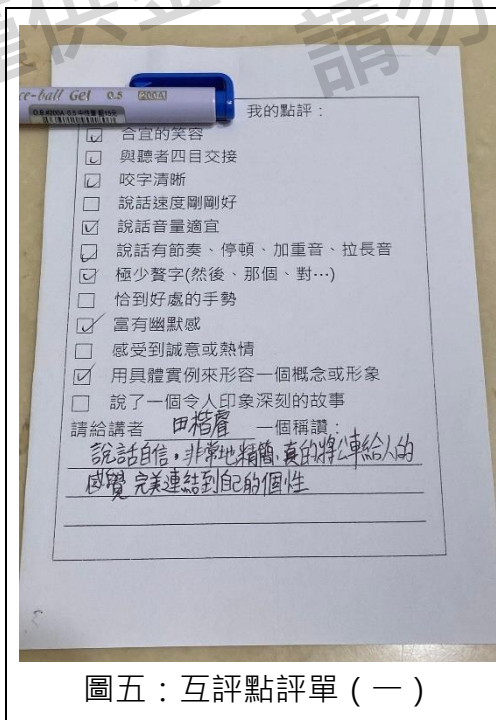 僅供
請勿
ce-ball Gel 0.5 200A
我的點評：
☑ 合宜的笑容
☑ 與聽者四目交接
☑ 咬字清晰
☐ 說話速度剛剛好
☑ 說話音量適宜
☑ 說話有節奏、停頓、加重音、拉長音
☑ 極少贅字(然後、那個、對…)
☐ 恰到好處的手勢
☑ 富有幽默感
☐ 感受到誠意或熱情
☑ 用具體實例來形容一個概念或形象
☐ 說了一個令人印象深刻的故事
請給講者 田楷睿 一個稱讚：
說話自信，非常地精簡，真的將公車給人的
感覺 完美連結到自己的個性
圖五：互評點評單（一）